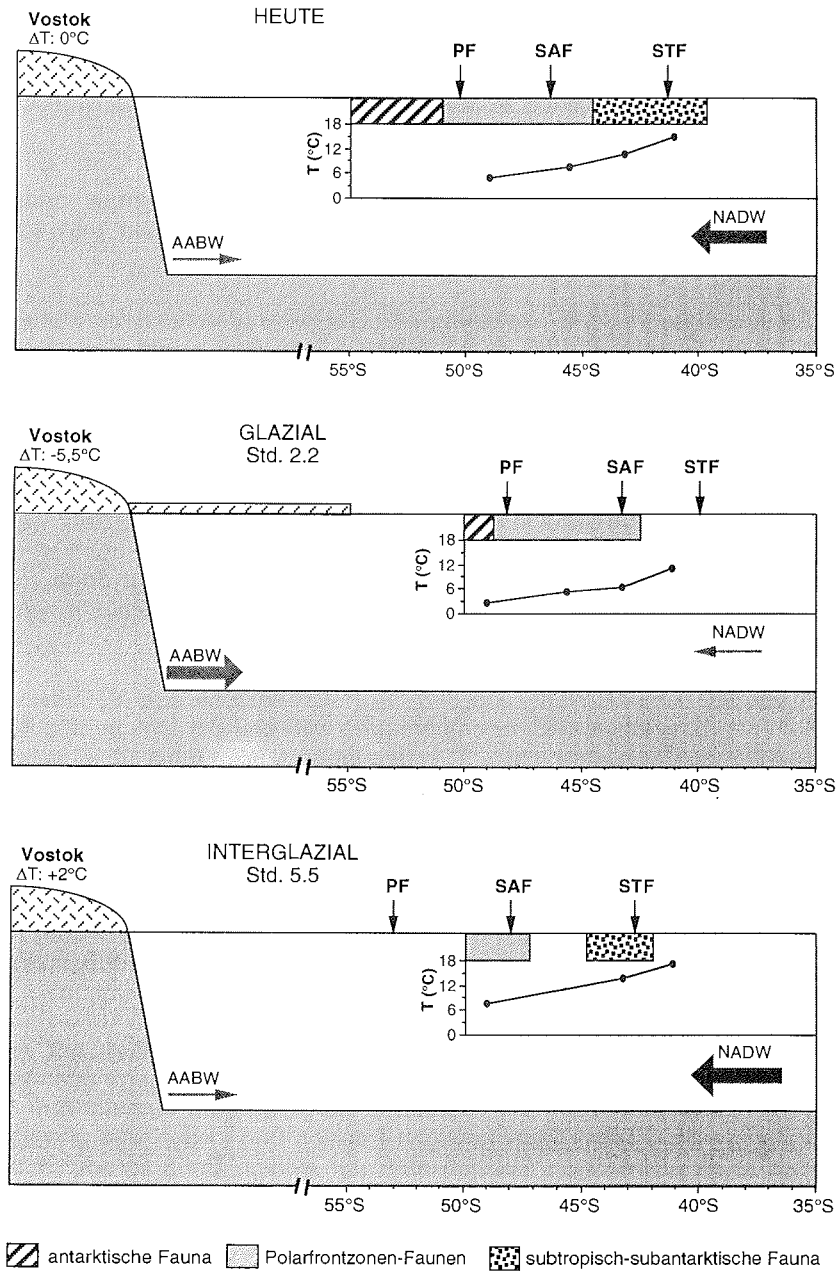 HEUTE
Vostok
ΔT: 0°C
PF SAF STF
18
12
6
0
T (°C)
NADW
AABW
55°S 50°S 45°S 40°S 35°S
GLAZIAL
Std. 2.2
Vostok
ΔT: -5,5°C
PF SAF STF
18
12
6
0
T (°C)
NADW
AABW
55°S 50°S 45°S 40°S 35°S
INTERGLAZIAL
Std. 5.5
Vostok
ΔT: +2°C
PF SAF STF
18
12
6
0
T (°C)
NADW
AABW
55°S 50°S 45°S 40°S 35°S
antarktische Fauna Polarfrontzonen-Faunen subtropisch-subantarktische Fauna